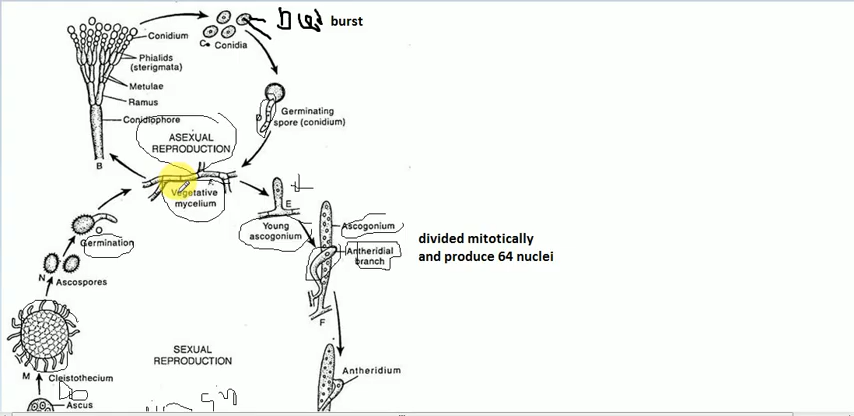 burst
Conidium
C
Conidia
Phialids
(sterigmata)
Metulae
Ramus
D
Germinating
spore (conidium)
Conidiophore
ASEXUAL
REPRODUCTION
B
Vegetative
mycelium
E
Young
ascogonium
Ascogonium
Antheridial
branch
divided mitotically
and produce 64 nuclei
O
Germination
N
Ascospores
F
SEXUAL
REPRODUCTION
M
Cleistothecium
Antheridium
Ascus